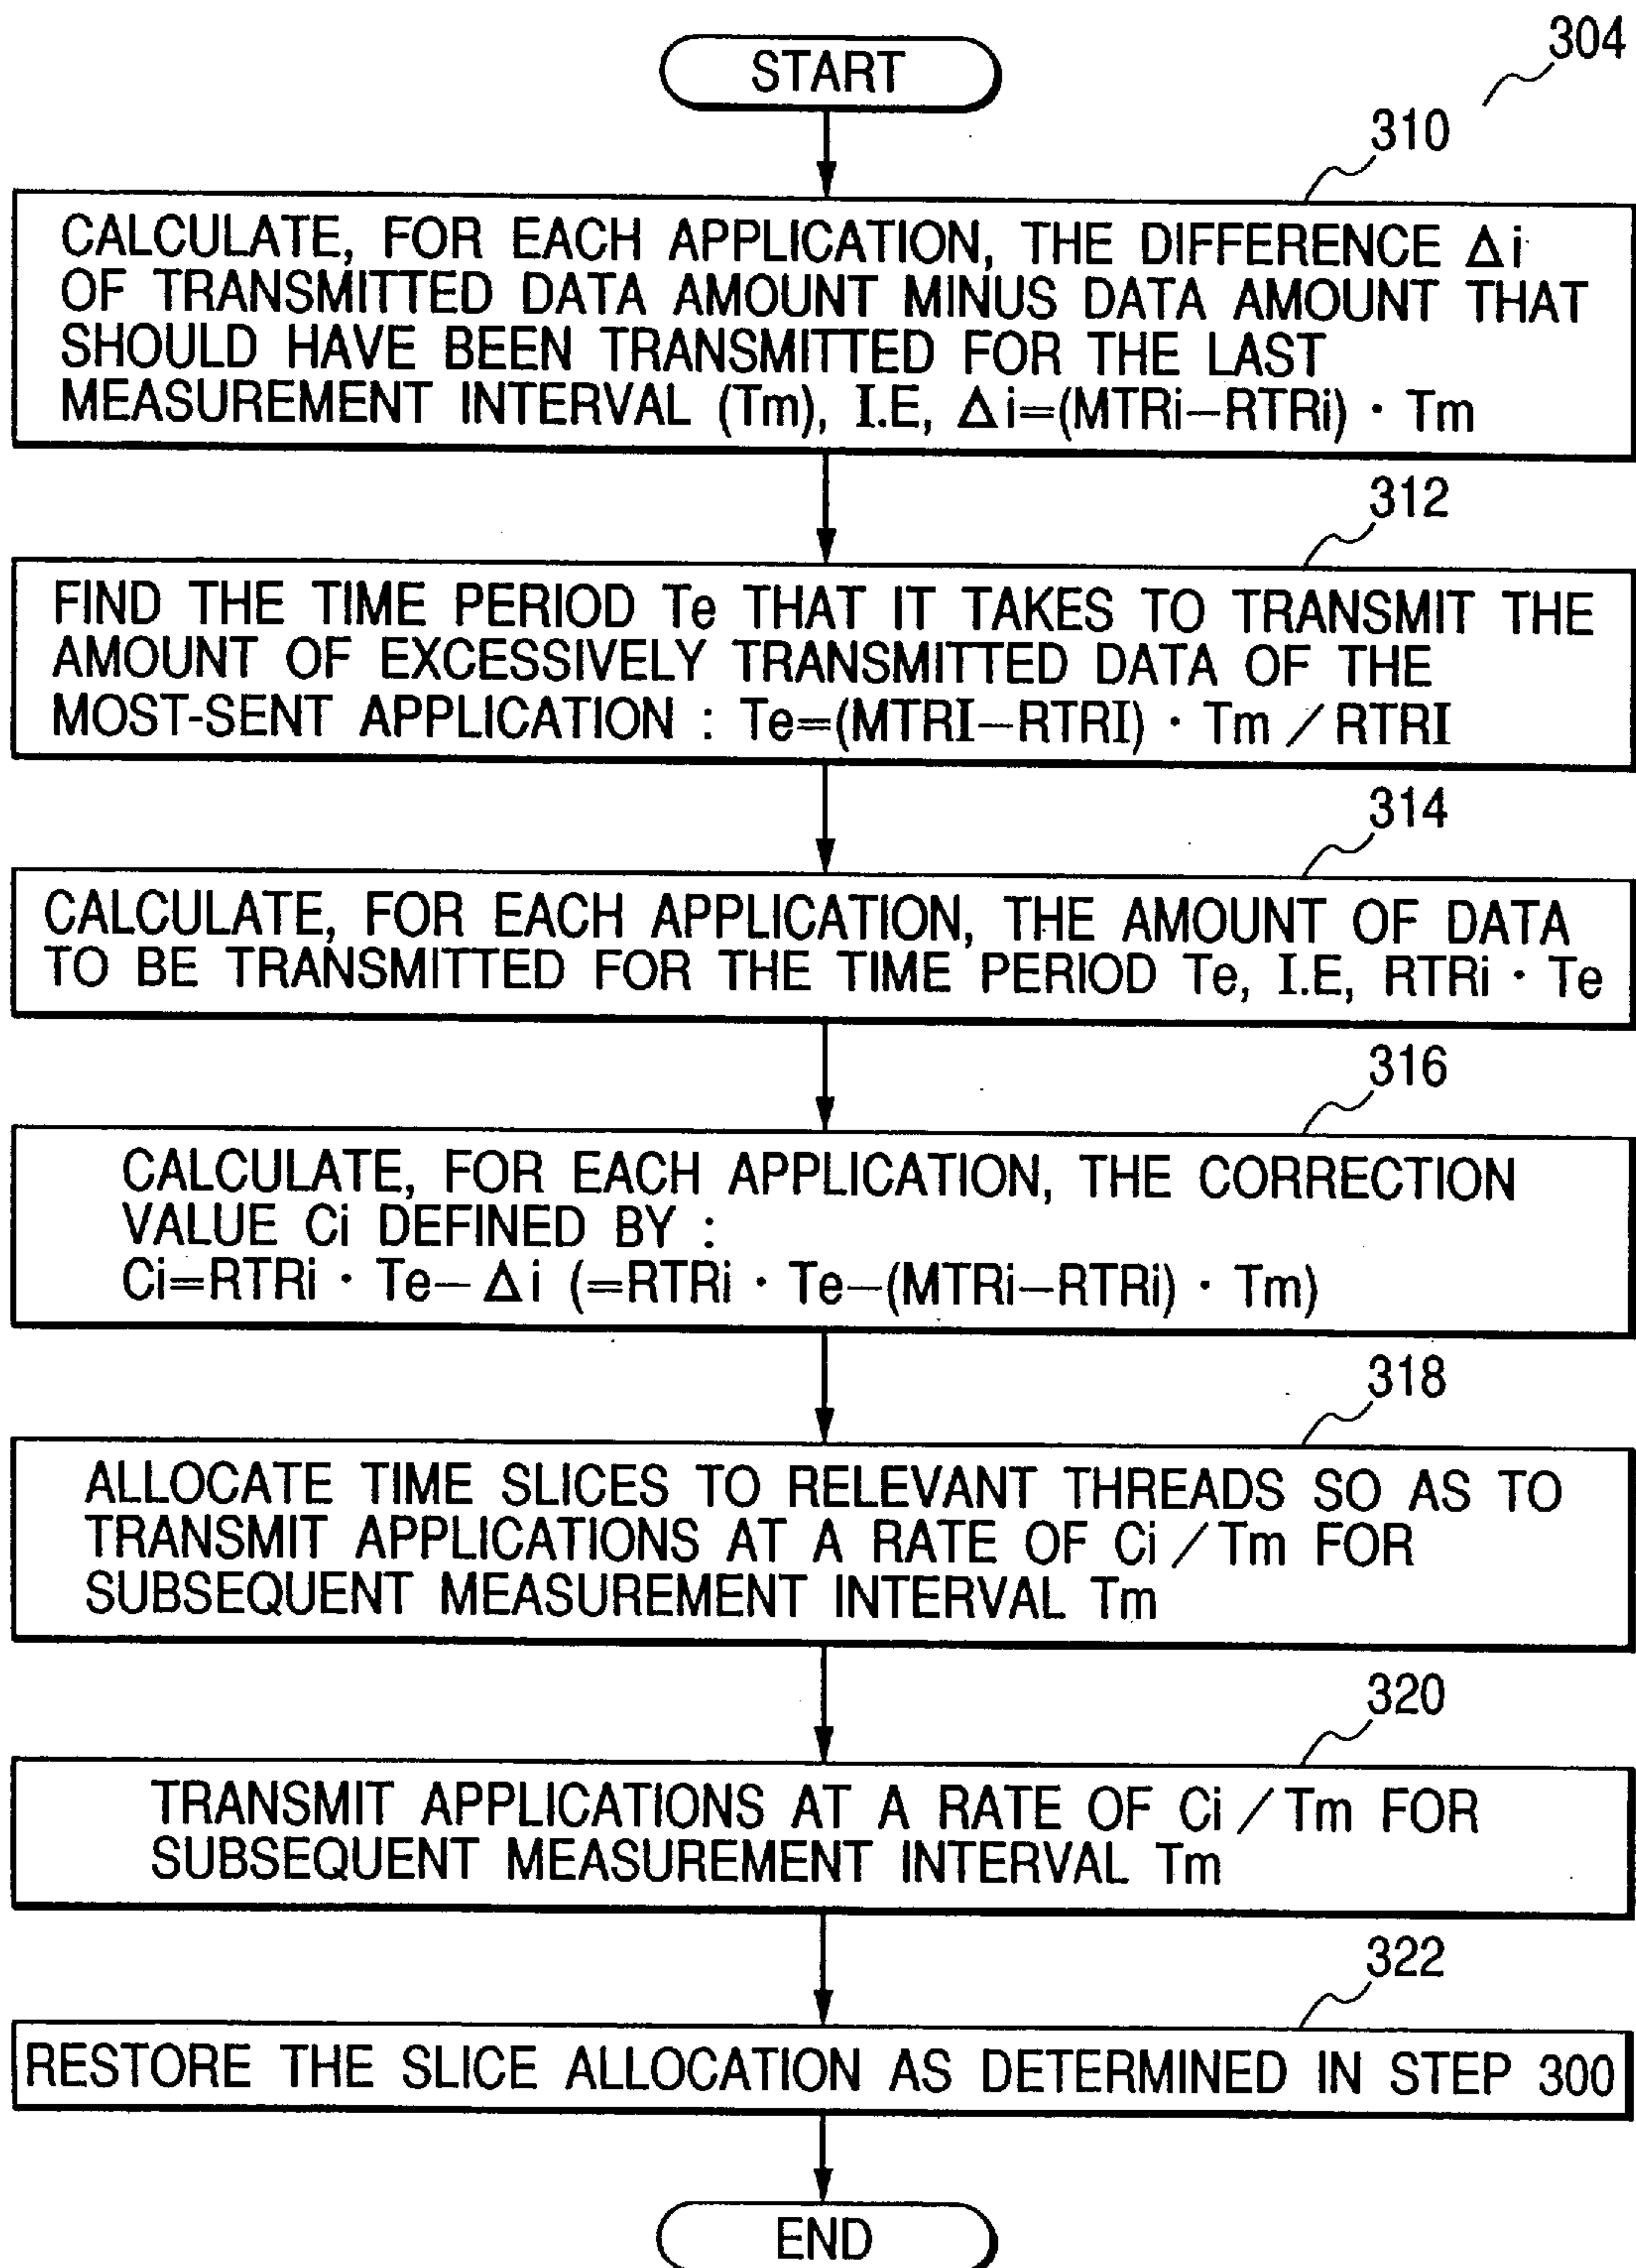 304
START
310
CALCULATE, FOR EACH APPLICATION, THE DIFFERENCE Δi
OF TRANSMITTED DATA AMOUNT MINUS DATA AMOUNT THAT
SHOULD HAVE BEEN TRANSMITTED FOR THE LAST
MEASUREMENT INTERVAL (Tm), I.E, Δi=(MTRi−RTRi) · Tm
312
FIND THE TIME PERIOD Te THAT IT TAKES TO TRANSMIT THE
AMOUNT OF EXCESSIVELY TRANSMITTED DATA OF THE
MOST-SENT APPLICATION : Te=(MTRI−RTRI) · Tm / RTRI
314
CALCULATE, FOR EACH APPLICATION, THE AMOUNT OF DATA
TO BE TRANSMITTED FOR THE TIME PERIOD Te, I.E, RTRi · Te
316
CALCULATE, FOR EACH APPLICATION, THE CORRECTION
VALUE Ci DEFINED BY :
Ci=RTRi · Te−Δi (=RTRi · Te−(MTRi−RTRi) · Tm)
318
ALLOCATE TIME SLICES TO RELEVANT THREADS SO AS TO
TRANSMIT APPLICATIONS AT A RATE OF Ci / Tm FOR
SUBSEQUENT MEASUREMENT INTERVAL Tm
320
TRANSMIT APPLICATIONS AT A RATE OF Ci / Tm FOR
SUBSEQUENT MEASUREMENT INTERVAL Tm
322
RESTORE THE SLICE ALLOCATION AS DETERMINED IN STEP 300
END